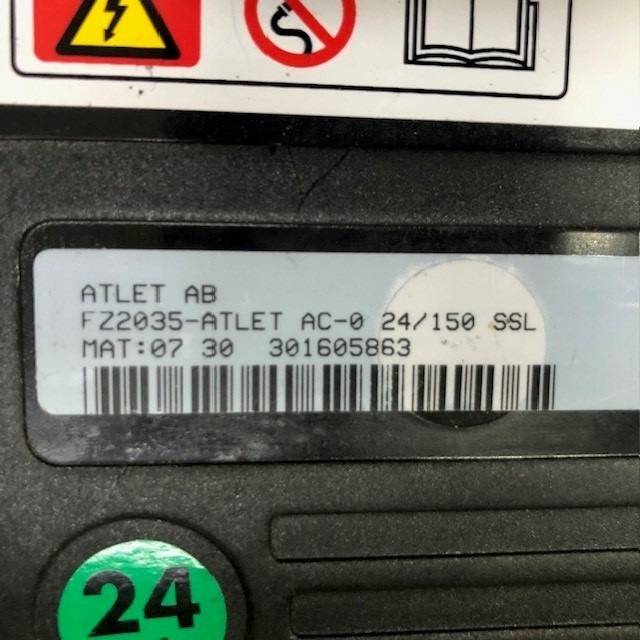 ATLET AB
FZ2035-ATLET AC-0 24/150 SSL
MAT:07 30 301605863
24